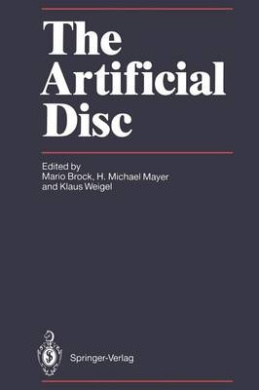 The
Artificial
Disc
Edited by
Mario Brock, H. Michael Mayer
and Klaus Weigel
Springer-Verlag